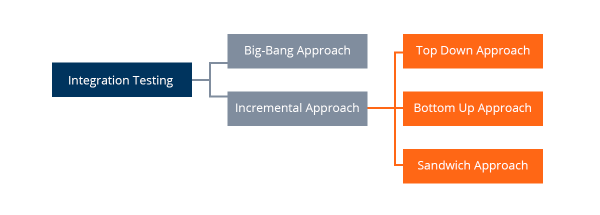 Integration Testing
Big-Bang Approach
Incremental Approach
Top Down Approach
Bottom Up Approach
Sandwich Approach